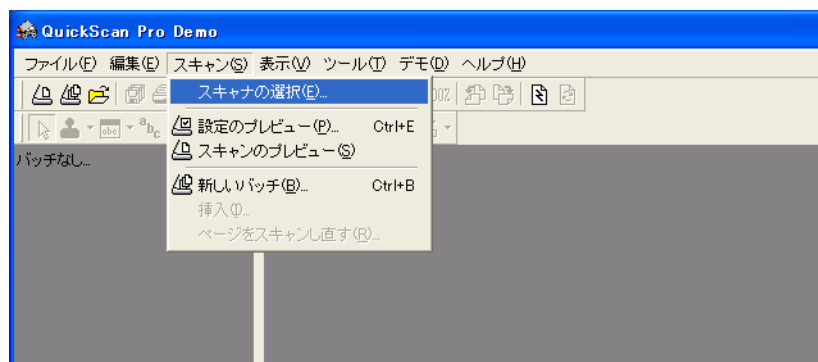 QuickScan Pro Demo
ファイル(F) 編集(E) スキャン(S) 表示(V) ツール(T) デモ(D) ヘルプ(H)
スキャナの選択(E)...
設定のプレビュー(P)... Ctrl+E
スキャンのプレビュー(S)
新しいバッチ(B)... Ctrl+B
挿入(I)...
ページをスキャンし直す(R)...
バッチなし...
abc